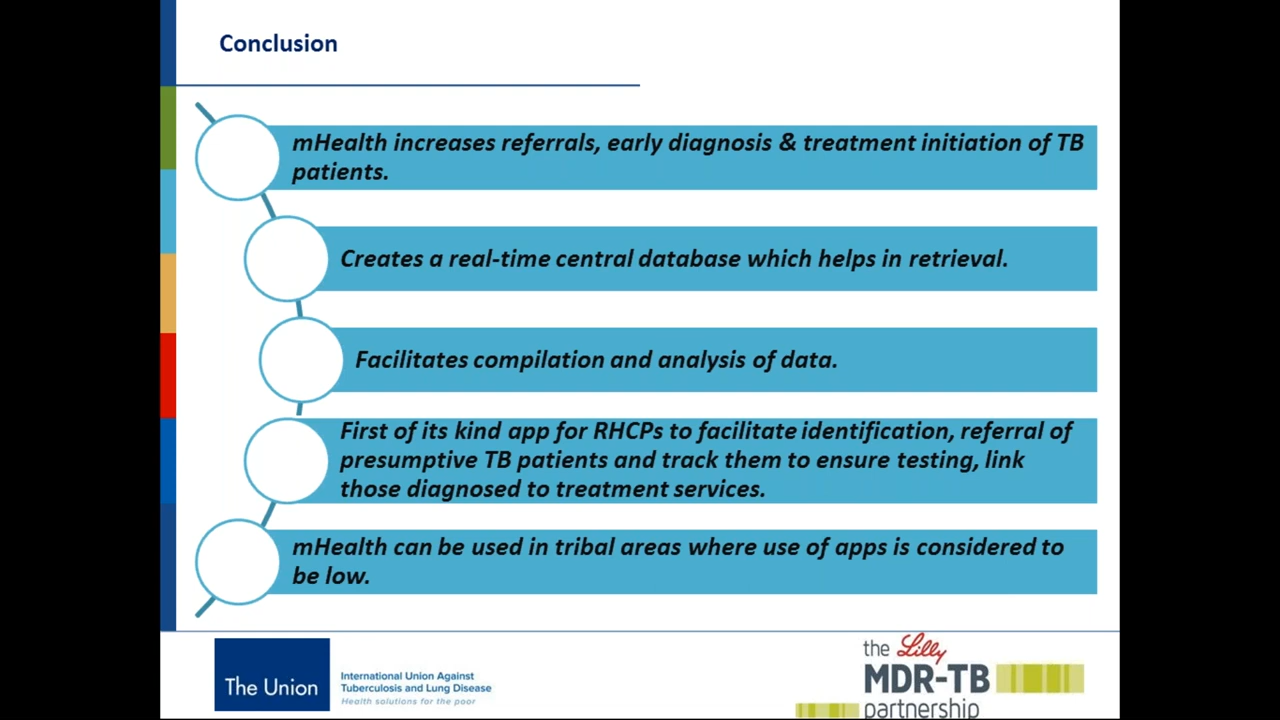 Conclusion
mHealth increases referrals, early diagnosis & treatment initiation of TB
patients.
Creates a real-time central database which helps in retrieval.
Facilitates compilation and analysis of data.
First of its kind app for RHCPs to facilitate identification, referral of
presumptive TB patients and track them to ensure testing, link
those diagnosed to treatment services.
mHealth can be used in tribal areas where use of apps is considered to
be low.
The Union
International Union Against
Tuberculosis and Lung Disease
Health solutions for the poor
the Lilly
MDR-TB
partnership